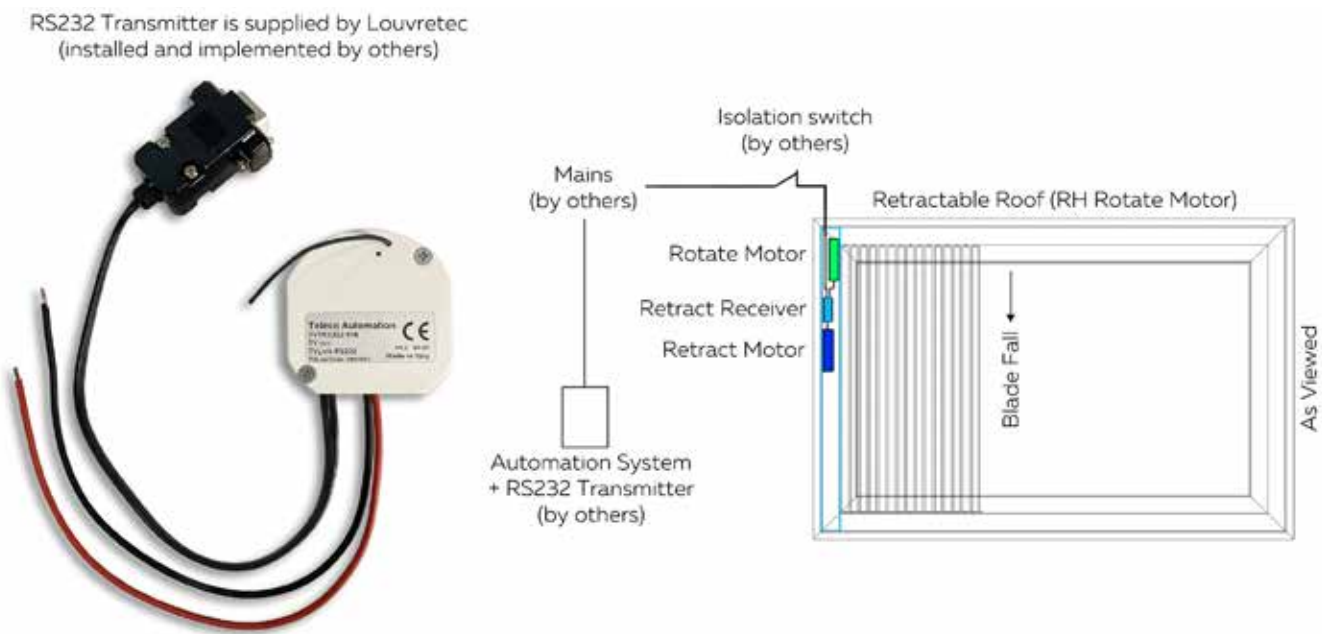 RS232 Transmitter is supplied by Louvretec
(installed and implemented by others)
Isolation switch
(by others)
Mains
(by others)
Retractable Roof (RH Rotate Motor)
Rotate Motor
Retract Receiver
Retract Motor
Blade Fall
As Viewed
Automation System
+ RS232 Transmitter
(by others)
Automation
CE
RS232
Made in Italy